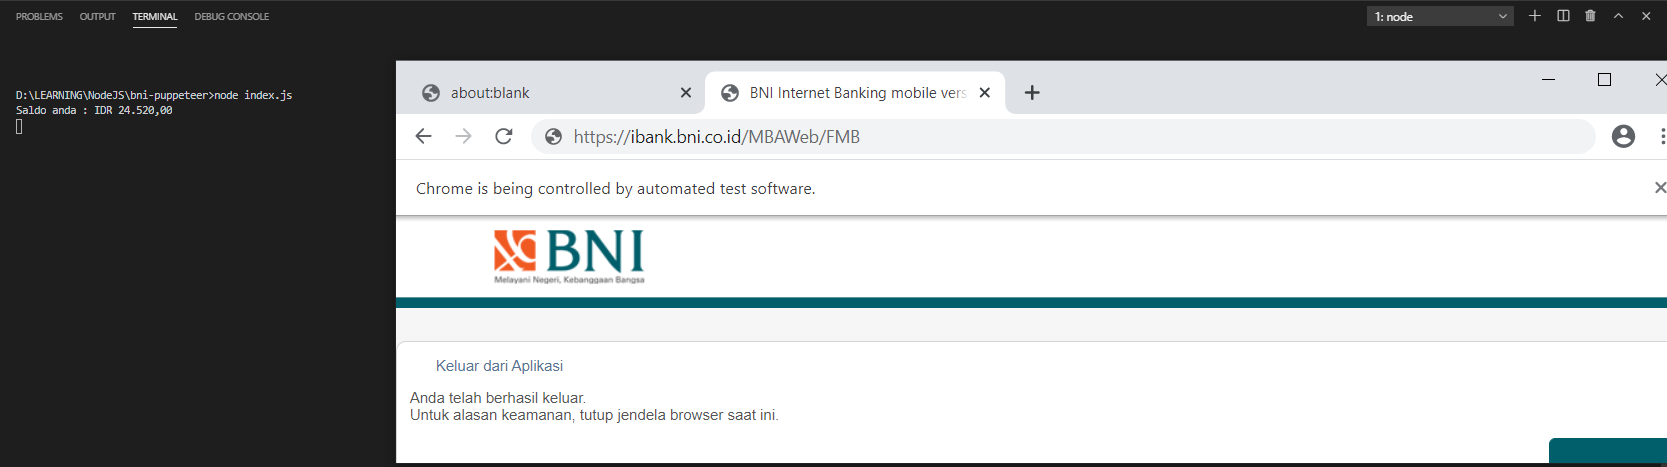 PROBLEMS OUTPUT TERMINAL DEBUG CONSOLE 1: node
D:\LEARNING\NodeJS\bni-puppeteer>node index.js
Saldo anda : IDR 24.520,00
about:blank
BNI Internet Banking mobile vers
https://ibank.bni.co.id/MBAWeb/FMB
Chrome is being controlled by automated test software.
BNI
Melayani Negeri, Kebanggaan Bangsa
Keluar dari Aplikasi
Anda telah berhasil keluar.
Untuk alasan keamanan, tutup jendela browser saat ini.